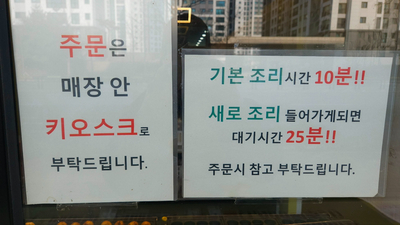 주문은
매장 안
키오스크로
부탁드립니다.
기본 조리시간 10분!!
새로 조리 들어가게되면
대기시간 25분!!
주문시 참고 부탁드립니다.